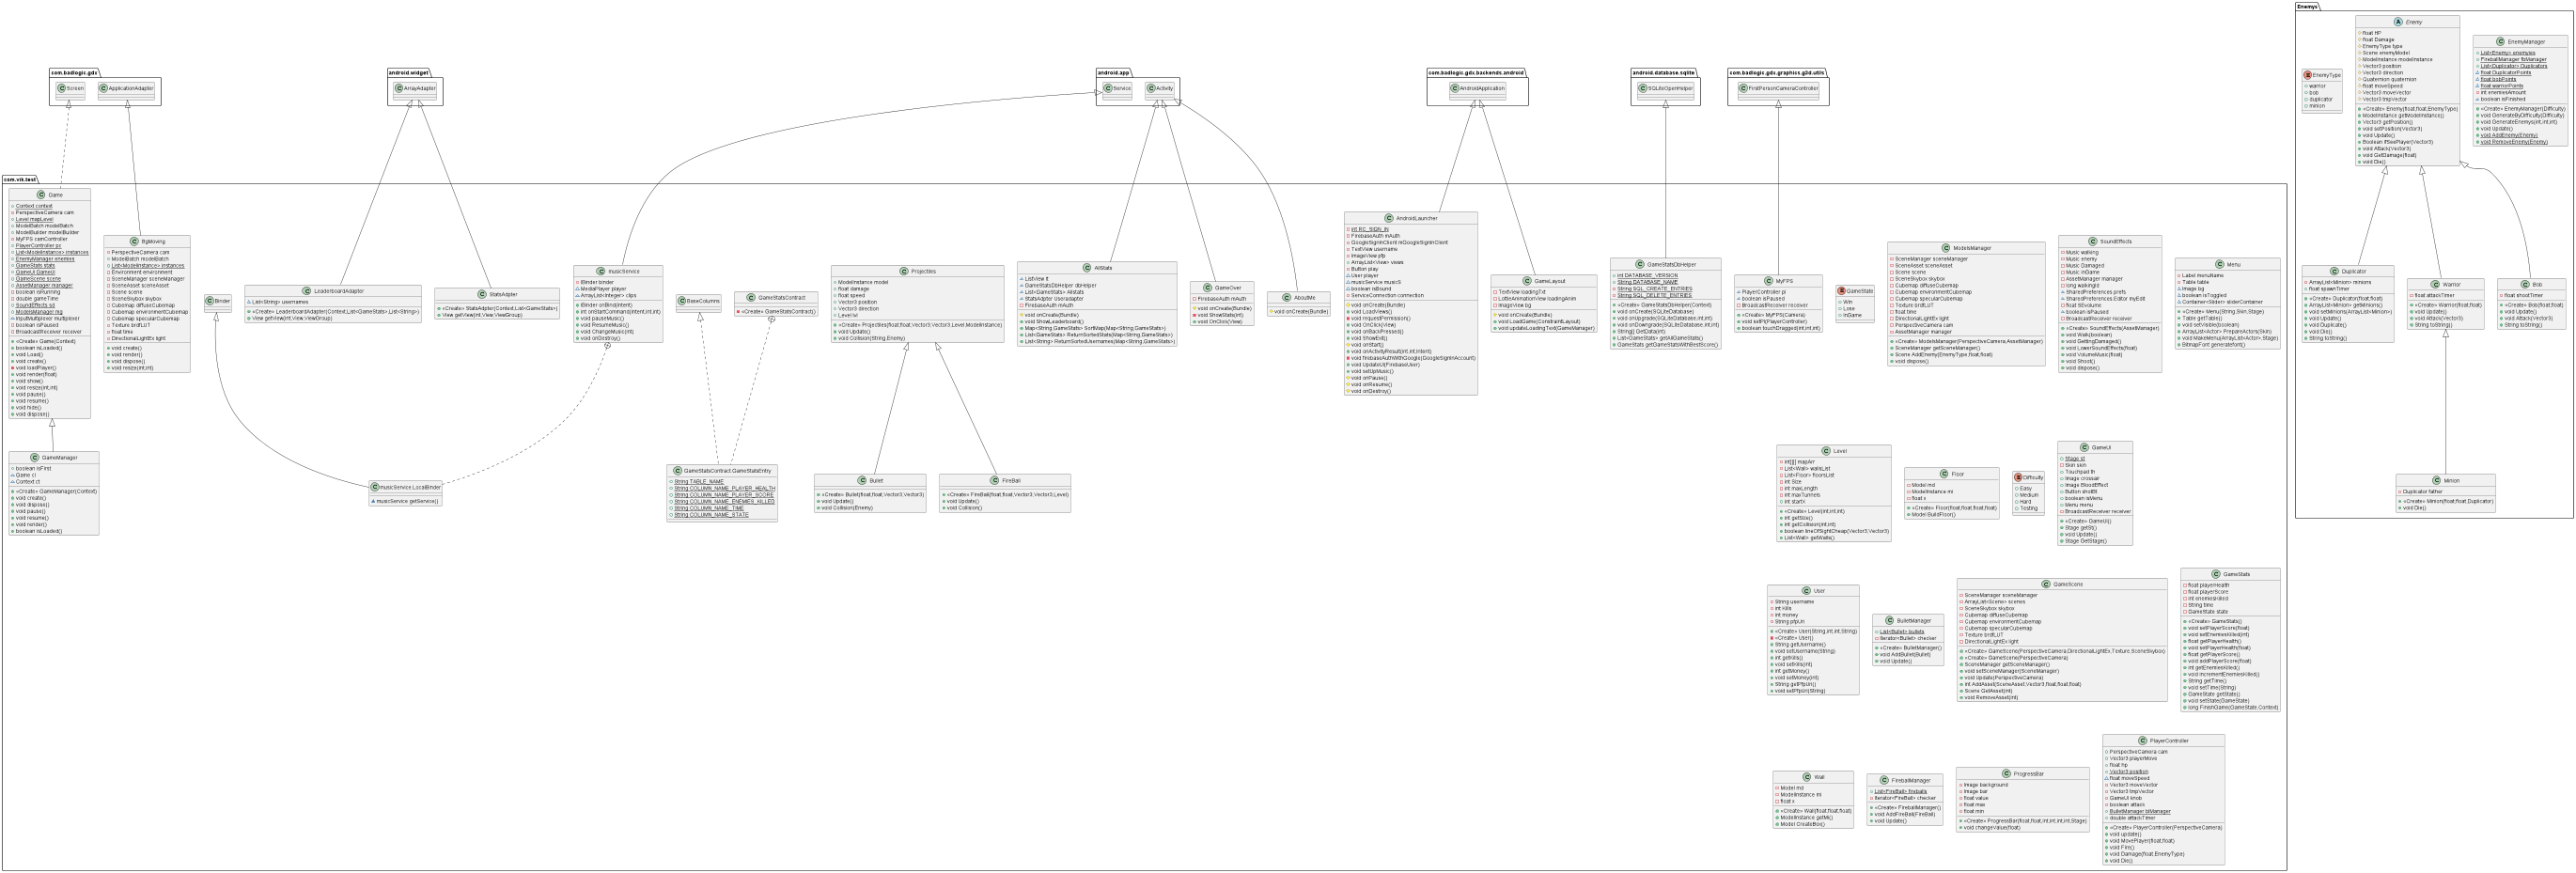 com.badlogic.gdx
Screen
ApplicationAdapter
android.widget
ArrayAdapter
android.app
Service
Activity
com.badlogic.gdx.backends.android
AndroidApplication
android.database.sqlite
SQLiteOpenHelper
com.badlogic.gdx.graphics.g3d.utils
FirstPersonCameraController
Enemys
EnemyType
warrior
bob
duplicator
minion
Enemy
float HP
float Damage
EnemyType type
Scene enemyModel
ModelInstance modelInstance
Vector3 position
Vector3 direction
Quaternion quaternion
float moveSpeed
Vector3 moveVector
Vector3 tmpVector
<<Create>> Enemy(float,float,EnemyType)
ModelInstance getModelInstance()
Vector3 getPosition()
void setPosition(Vector3)
void Update()
Boolean ifSeePlayer(Vector3)
void Attack(Vector3)
void GetDamage(float)
void Die()
EnemyManager
List<Enemy> enemyies
FireballManager fbManager
List<Duplicator> Duplicators
float DuplicatorPoints
float bobPoints
float warriorPoints
int enemiesAmount
boolean isFinished
<<Create>> EnemyManager(Difficulty)
void GenerateByDifficulty(Difficulty)
void GenerateEnemys(int,int,int)
void Update()
void AddEnemy(Enemy)
void RemoveEnemy(Enemy)
Duplicator
ArrayList<Minion> minions
float spawnTimer
<<Create>> Duplicator(float,float)
void setMinions(ArrayList<Minion>)
ArrayList<Minion> getMinions()
void Update()
void Duplicate()
void Die()
String toString()
Warrior
float attackTimer
<<Create>> Warrior(float,float)
void Update()
void Attack(Vector3)
String toString()
Bob
float shootTimer
<<Create>> Bob(float,float)
void Update()
void Attack(Vector3)
String toString()
Minion
Duplicator father
<<Create>> Minion(float,float,Duplicator)
void Die()
com.vik.test
Game
Context context
PerspectiveCamera cam
Level mapLevel
ModelBatch modelBatch
ModelBuilder modelBuilder
MyFPS camController
PlayerController pc
List<ModelInstance> instances
EnemyManager enemies
GameStats stats
GameUI GameUi
GameScene scene
AssetManager manager
boolean isRunning
double gameTime
SoundEffects sd
ModelsManager mg
InputMultiplexer multiplexer
boolean isPaused
BroadcastReceiver receiver
<<Create>> Game(Context)
boolean isLoaded()
void Load()
void create()
void loadPlayer()
void render(float)
void show()
void resize(int,int)
void pause()
void resume()
void hide()
void dispose()
GameManager
boolean isFirst
Game ci
Context ct
<<Create>> GameManager(Context)
void create()
void dispose()
void pause()
void resume()
void render()
boolean isLoaded()
BgMoving
PerspectiveCamera cam
ModelBatch modelBatch
List<ModelInstance> instances
Environment environment
SceneManager sceneManager
SceneAsset sceneAsset
Scene scene
SceneSkybox skybox
Cubemap diffuseCubemap
Cubemap environmentCubemap
Cubemap specularCubemap
Texture brdfLUT
float time
DirectionalLightEx light
void create()
void render()
void dispose()
void resize(int,int)
Binder
LeaderboardAdapter
List<String> usernames
<<Create>> LeaderboardAdapter(Context,List<GameStats>,List<String>)
View getView(int,View,ViewGroup)
StatsAdpter
<<Create>> StatsAdpter(Context,List<GameStats>)
View getView(int,View,ViewGroup)
musicService
IBinder binder
MediaPlayer player
ArrayList<Integer> clips
IBinder onBind(Intent)
int onStartCommand(Intent,int,int)
void pauseMusic()
void ResumeMusic()
void ChangeMusic(int)
void onDestroy()
musicService.LocalBinder
musicService getService()
BaseColumns
GameStatsContract
<<Create>> GameStatsContract()
GameStatsContract.GameStatsEntry
String TABLE_NAME
String COLUMN_NAME_PLAYER_HEALTH
String COLUMN_NAME_PLAYER_SCORE
String COLUMN_NAME_ENEMIES_KILLED
String COLUMN_NAME_TIME
String COLUMN_NAME_STATE
Projectiles
ModelInstance model
float damage
float speed
Vector3 position
Vector3 direction
Level lvl
<<Create>> Projectiles(float,float,Vector3,Vector3,Level,ModelInstance)
void Update()
void Collision(String,Enemy)
Bullet
<<Create>> Bullet(float,float,Vector3,Vector3)
void Update()
void Collision(Enemy)
FireBall
<<Create>> FireBall(float,float,Vector3,Vector3,Level)
void Update()
void Collision()
AllStats
ListView lt
GameStatsDbHelper dbHelper
List<GameStats> Allstats
StatsAdpter Useradapter
FirebaseAuth mAuth
void onCreate(Bundle)
void ShowLeaderboard()
Map<String,GameStats> SortMap(Map<String,GameStats>)
List<GameStats> ReturnSortedStats(Map<String,GameStats>)
List<String> ReturnSortedUsernames(Map<String,GameStats>)
GameOver
FirebaseAuth mAuth
void onCreate(Bundle)
void ShowStats(int)
void OnClick(View)
AboutMe
void onCreate(Bundle)
AndroidLauncher
int RC_SIGN_IN
FirebaseAuth mAuth
GoogleSignInClient mGoogleSignInClient
TextView username
ImageView pfp
ArrayList<View> views
Button play
User player
musicService musicS
boolean isBound
ServiceConnection connection
void onCreate(Bundle)
void LoadViews()
void requestPermission()
void OnClick(View)
void onBackPressed()
void ShowExit()
void onStart()
void onActivityResult(int,int,Intent)
void firebaseAuthWithGoogle(GoogleSignInAccount)
void UpdateUI(FirebaseUser)
void setUpMusic()
void onPause()
void onResume()
void onDestroy()
GameLayout
TextView loadingTxt
LottieAnimationView loadingAnim
ImageView bg
void onCreate(Bundle)
void LoadGame(ConstraintLayout)
void updateLoadingText(GameManager)
GameStatsDbHelper
int DATABASE_VERSION
String DATABASE_NAME
String SQL_CREATE_ENTRIES
String SQL_DELETE_ENTRIES
<<Create>> GameStatsDbHelper(Context)
void onCreate(SQLiteDatabase)
void onUpgrade(SQLiteDatabase,int,int)
void onDowngrade(SQLiteDatabase,int,int)
String[] GetData(int)
List<GameStats> getAllGameStats()
GameStats getGameStatsWithBestScore()
MyFPS
PlayerController pl
boolean isPaused
BroadcastReceiver receiver
<<Create>> MyFPS(Camera)
void setPl(PlayerController)
boolean touchDragged(int,int,int)
GameState
Win
Lose
InGame
ModelsManager
SceneManager sceneManager
SceneAsset sceneAsset
Scene scene
SceneSkybox skybox
Cubemap diffuseCubemap
Cubemap environmentCubemap
Cubemap specularCubemap
Texture brdfLUT
float time
DirectionalLightEx light
PerspectiveCamera cam
AssetManager manager
<<Create>> ModelsManager(PerspectiveCamera,AssetManager)
SceneManager getSceneManager()
Scene AddEnemy(EnemyType,float,float)
void dispose()
SoundEffects
Music walking
Music enemy
Music Damaged
Music inGame
AssetManager manager
long walkingId
SharedPreferences prefs
SharedPreferences.Editor myEdit
float sfVolume
boolean isPaused
BroadcastReceiver receiver
<<Create>> SoundEffects(AssetManager)
void Walk(boolean)
void GettingDamaged()
void LowerSoundEffects(float)
void VolumeMusic(float)
void Shoot()
void dispose()
Menu
Label menuName
Table table
Image bg
boolean isToggled
Container<Slider> sliderContainer
<<Create>> Menu(String,Skin,Stage)
Table getTable()
void setVisible(boolean)
ArrayList<Actor> PrepareActors(Skin)
void MakeMenu(ArrayList<Actor>,Stage)
BitmapFont generatefont()
Level
int[][] mapArr
List<Wall> wallsList
List<Floor> floorsList
int Size
int maxLength
int maxTunnels
int startX
<<Create>> Level(int,int,int)
int getSize()
int getCollision(int,int)
boolean lineOfSightCheap(Vector3,Vector3)
List<Wall> getWalls()
Floor
Model md
ModelInstance mi
float x
<<Create>> Floor(float,float,float,float)
Model BuildFloor()
Difficulty
Easy
Medium
Hard
Testing
GameUI
Stage st
Skin skin
Touchpad th
Image crossair
Image BloodEffect
Button shotBt
boolean isMenu
Menu menu
BroadcastReceiver receiver
<<Create>> GameUI()
Stage getSt()
void Update()
Stage GetStage()
User
String username
int Kills
int money
String pfpUri
<<Create>> User(String,int,int,String)
<<Create>> User()
String getUsername()
void setUsername(String)
int getKills()
void setKills(int)
int getMoney()
void setMoney(int)
String getPfpUri()
void setPfpUri(String)
BulletManager
List<Bullet> bullets
Iterator<Bullet> checker
<<Create>> BulletManager()
void AddBullet(Bullet)
void Update()
GameScene
SceneManager sceneManager
ArrayList<Scene> scenes
SceneSkybox skybox
Cubemap diffuseCubemap
Cubemap environmentCubemap
Cubemap specularCubemap
Texture brdfLUT
DirectionalLightEx light
<<Create>> GameScene(PerspectiveCamera,DirectionalLightEx,Texture,SceneSkybox)
<<Create>> GameScene(PerspectiveCamera)
SceneManager getSceneManager()
void setSceneManager(SceneManager)
void Update(PerspectiveCamera)
int AddAsset(SceneAsset,Vector3,float,float,float)
Scene GetAsset(int)
void RemoveAsset(int)
GameStats
float playerHealth
float playerScore
int enemiesKilled
String time
GameState state
<<Create>> GameStats()
void setPlayerScore(float)
void setEnemiesKilled(int)
float getPlayerHealth()
void setPlayerHealth(float)
float getPlayerScore()
void addPlayerScore(float)
int getEnemiesKilled()
void incrementEnemiesKilled()
String getTime()
void setTime(String)
GameState getState()
void setState(GameState)
long FinishGame(GameState,Context)
Wall
Model md
ModelInstance mi
float x
<<Create>> Wall(float,float,float)
ModelInstance getMi()
Model CreateBox()
FireballManager
List<FireBall> fireballs
Iterator<FireBall> checker
<<Create>> FireballManager()
void AddFireBall(FireBall)
void Update()
ProgressBar
Image background
Image bar
float value
float max
float min
<<Create>> ProgressBar(float,float,int,int,int,int,Stage)
void changeValue(float)
PlayerController
PerspectiveCamera cam
Vector3 playerMove
float hp
Vector3 position
float moveSpeed
Vector3 moveVector
Vector3 tmpVector
GameUI knob
boolean attack
BulletManager blManager
double attackTimer
<<Create>> PlayerController(PerspectiveCamera)
void update()
void MovePlayer(float,float)
void Fire()
void Damage(float,EnemyType)
void Die()